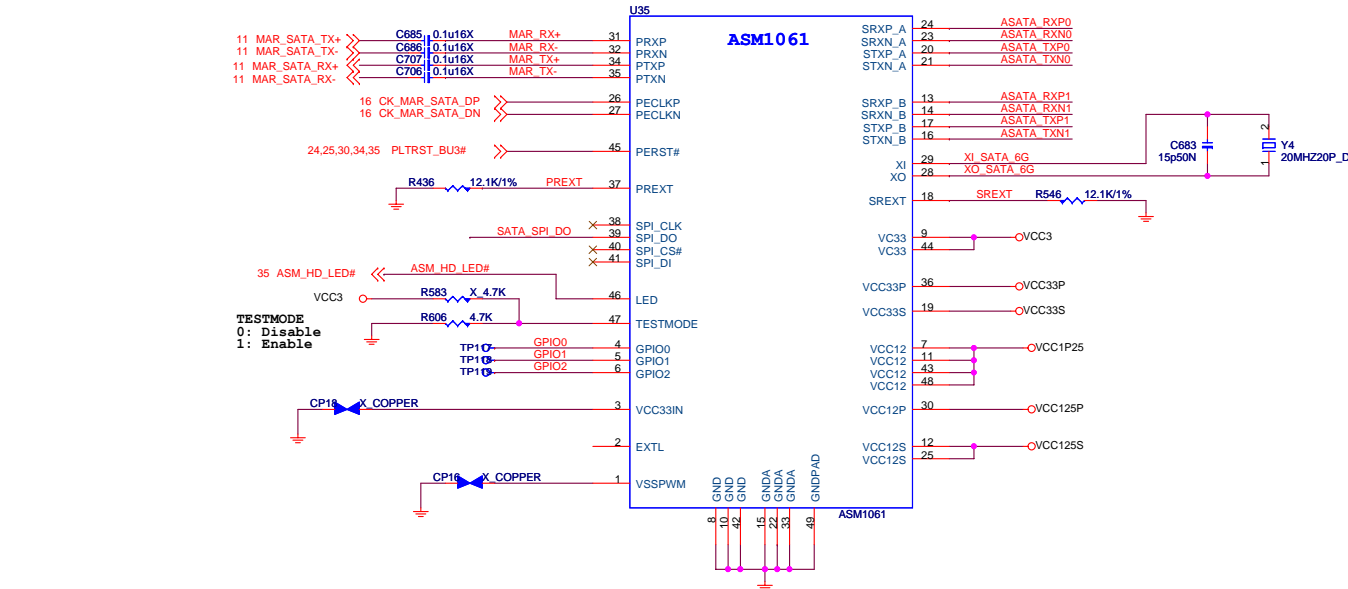 U35
ASM1061
11 MAR_SATA_TX+ C685 0.1u16X MAR_RX+ 31 PRXP
11 MAR_SATA_TX- C686 0.1u16X MAR_RX- 32 PRXN
11 MAR_SATA_RX+ C707 0.1u16X MAR_TX+ 34 PTXP
11 MAR_SATA_RX- C706 0.1u16X MAR_TX- 35 PTXN
16 CK_MAR_SATA_DP 26 PECLKP
16 CK_MAR_SATA_DN 27 PECLKN
24,25,30,34,35 PLTRST_BU3# 45 PERST#
R436 12.1K/1% PREXT 37 PREXT
38 SPI_CLK
SATA_SPI_DO 39 SPI_DO
40 SPI_CS#
41 SPI_DI
35 ASM_HD_LED# ASM_HD_LED# 46 LED
VCC3 R583 X_4.7K
R606 4.7K 47 TESTMODE
TESTMODE
0: Disable
1: Enable
TP117 GPIO0 4 GPIO0
TP118 GPIO1 5 GPIO1
TP119 GPIO2 6 GPIO2
CP18 X_COPPER 3 VCC33IN
2 EXTL
CP16 X_COPPER 1 VSSPWM
SRXP_A 24 ASATA_RXP0
SRXN_A 23 ASATA_RXN0
STXP_A 20 ASATA_TXP0
STXN_A 21 ASATA_TXN0
SRXP_B 13 ASATA_RXP1
SRXN_B 14 ASATA_RXN1
STXP_B 17 ASATA_TXP1
STXN_B 16 ASATA_TXN1
XI 29 XI_SATA_6G
XO 28 XO_SATA_6G
C683
15p50N
2
1
Y4
20MHZ20P_D
SREXT 18 SREXT R546 12.1K/1%
VC33 9 VCC3
VC33 44
VCC33P 36 VCC33P
VCC33S 19 VCC33S
VCC12 7 VCC1P25
VCC12 11
VCC12 43
VCC12 48
VCC12P 30 VCC125P
VCC12S 12 VCC125S
VCC12S 25
GND 8
GND 10
GND 42
GNDA 15
GNDA 22
GNDA 33
GNDPAD 49
ASM1061